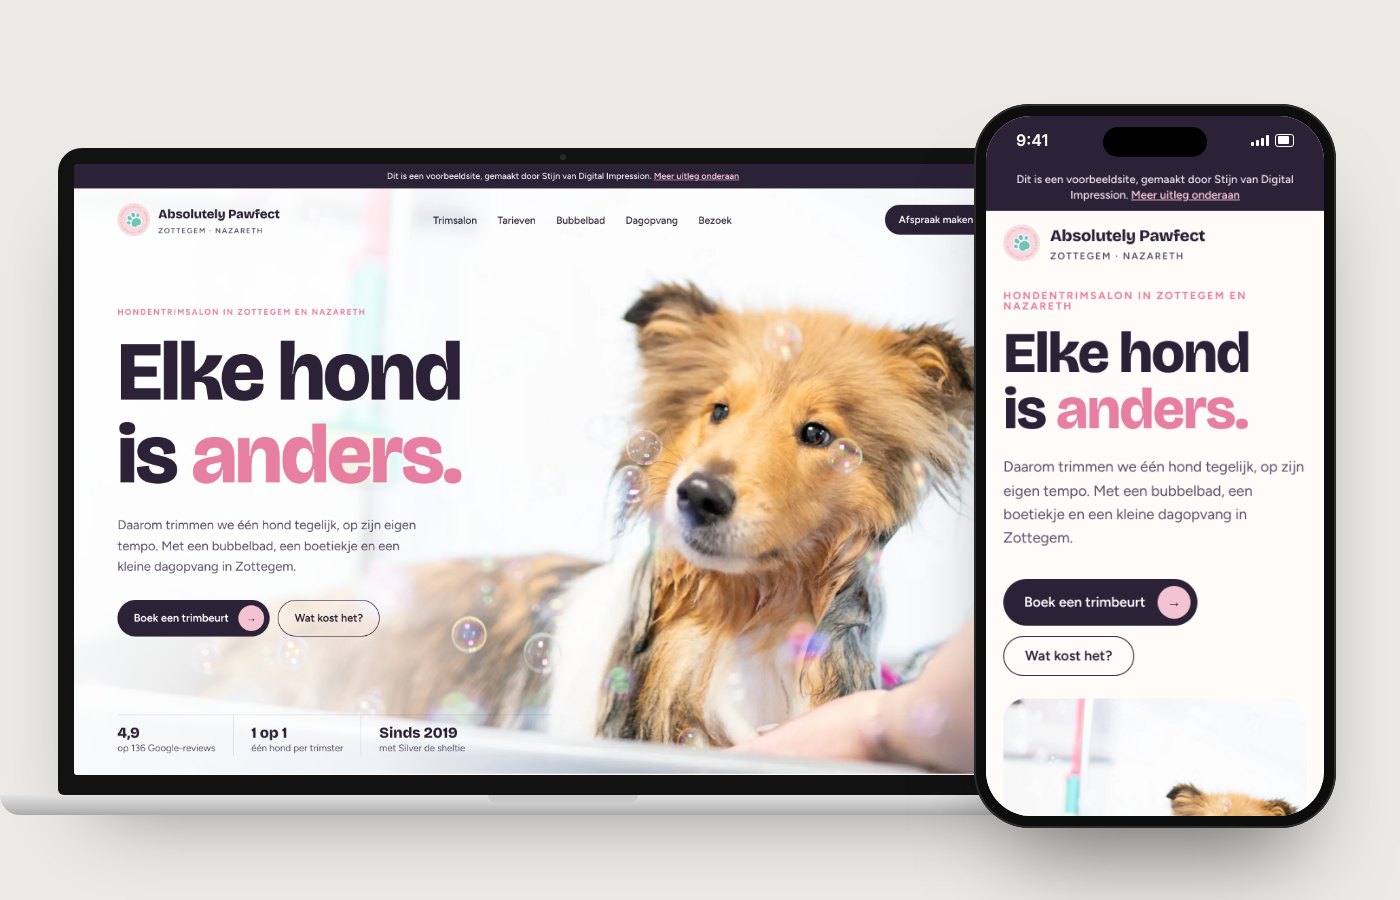 Dit is een voorbeeldsite, gemaakt door Stijn van Digital Impression. Meer uitleg onderaan
Absolutely Pawfect
ZOTTEGEM · NAZARETH
Trimsalon
Tarieven
Bubbelbad
Dagopvang
Bezoek
Afspraak maken
HONDENTRIMSALON IN ZOTTEGEM EN NAZARETH
Elke hond
is anders.
Daarom trimmen we één hond tegelijk, op zijn eigen
tempo. Met een bubbelbad, een boetiekje en een
kleine dagopvang in Zottegem.
Boek een trimbeurt →
Wat kost het?
4,9
op 136 Google-reviews
1 op 1
één hond per trimster
Sinds 2019
met Silver de sheltie
9:41
Dit is een voorbeeldsite, gemaakt door Stijn van Digital
Impression. Meer uitleg onderaan
Absolutely Pawfect
ZOTTEGEM · NAZARETH
HONDENTRIMSALON IN ZOTTEGEM EN
NAZARETH
Elke hond
is anders.
Daarom trimmen we één hond tegelijk, op zijn
eigen tempo. Met een bubbelbad, een
boetiekje en een kleine dagopvang in
Zottegem.
Boek een trimbeurt →
Wat kost het?